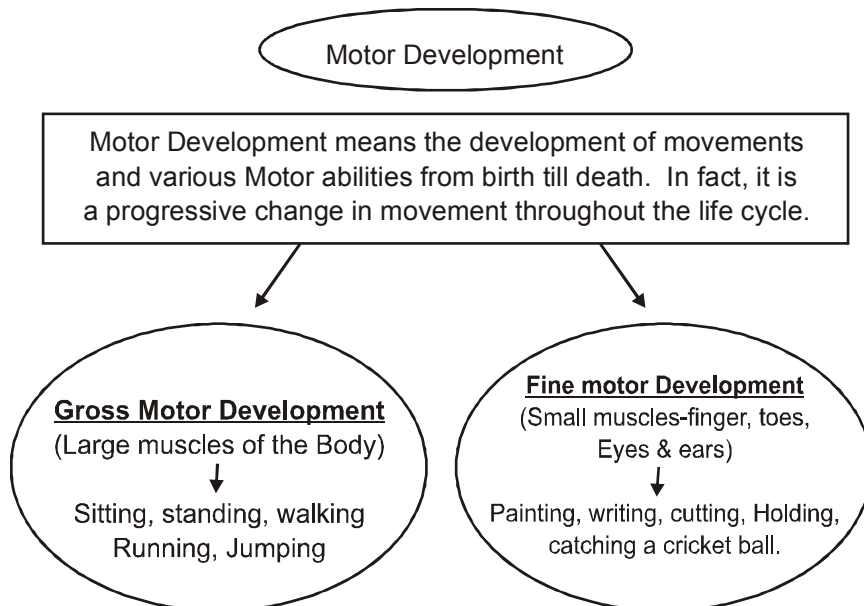 Motor Development
Motor Development means the development of movements
and various Motor abilities from birth till death. In fact, it is
a progressive change in movement throughout the life cycle.
Gross Motor Development
(Large muscles of the Body)
Sitting, standing, walking
Running, Jumping
Fine motor Development
(Small muscles-finger, toes,
Eyes & ears)
Painting, writing, cutting, Holding,
catching a cricket ball.